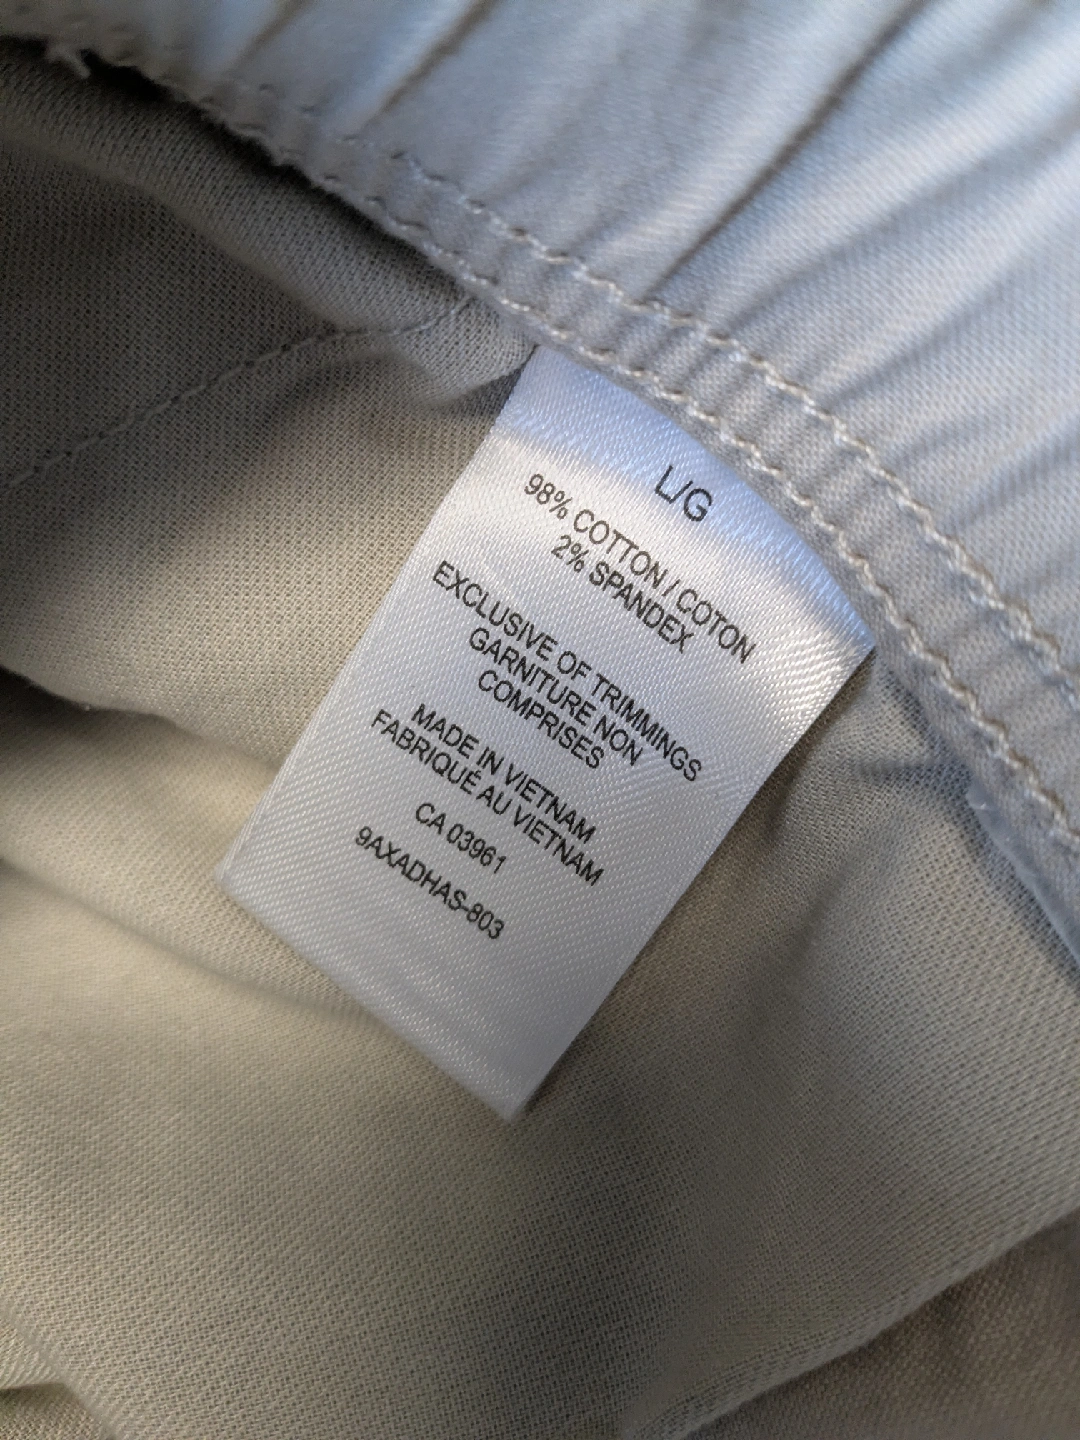 L/G
98% COTTON / COTON
2% SPANDEX
EXCLUSIVE OF TRIMMINGS
GARNITURE NON
COMPRISES
MADE IN VIETNAM
FABRIQUÉ AU VIETNAM
CA 03961
9AXADHAS-803